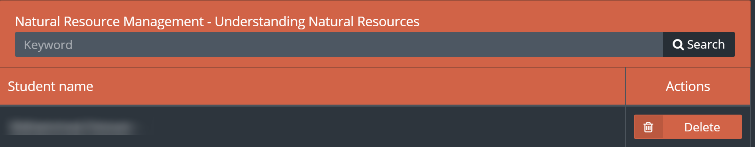 Natural Resource Management - Understanding Natural Resources
Keyword
Search
Student name
Actions
Delete